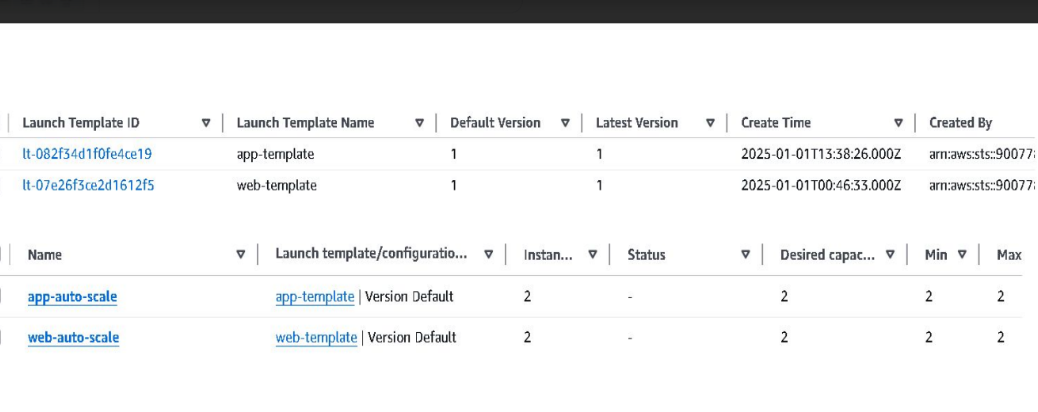 Launch Template ID Launch Template Name Default Version Latest Version Create Time Created By
lt-082f34d1f0fe4ce19 app-template 1 1 2025-01-01T13:38:26.000Z arn:aws:sts::90077
lt-07e26f3ce2d1612f5 web-template 1 1 2025-01-01T00:46:33.000Z arn:aws:sts::90077
Name Launch template/configuratio... Instan... Status Desired capac... Min Max
app-auto-scale app-template | Version Default 2 - 2 2 2
web-auto-scale web-template | Version Default 2 - 2 2 2